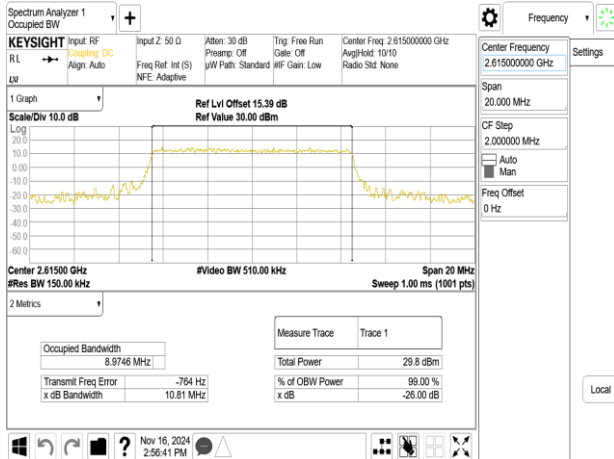 Spectrum Analyzer 1
Occupied BW
Frequency
KEYSIGHT
Input: RF
Coupling: DC
Align: Auto
Input Z: 50 Ω
Freq Ref: Int (S)
NFE: Adaptive
Atten: 30 dB
Preamp: Off
µW Path: Standard
Trig: Free Run
Gate: Off
#IF Gain: Low
Center Freq: 2.615000000 GHz
Avg|Hold: 10/10
Radio Std: None
RL
LXI
Center Frequency
2.615000000 GHz
Settings
Span
20.000 MHz
CF Step
2.000000 MHz
Auto
Man
Freq Offset
0 Hz
Local
1 Graph
Scale/Div 10.0 dB
Ref Lvl Offset 15.39 dB
Ref Value 30.00 dBm
Log
20.0
10.0
0.00
-10.0
-20.0
-30.0
-40.0
-50.0
-60.0
Center 2.61500 GHz
#Video BW 510.00 kHz
Span 20 MHz
#Res BW 150.00 kHz
Sweep 1.00 ms (1001 pts)
2 Metrics
Measure Trace
Trace 1
Occupied Bandwidth
8.9746 MHz
Total Power
29.8 dBm
Transmit Freq Error
-764 Hz
% of OBW Power
99.00 %
x dB Bandwidth
10.81 MHz
x dB
-26.00 dB
Nov 16, 2024
2:56:41 PM